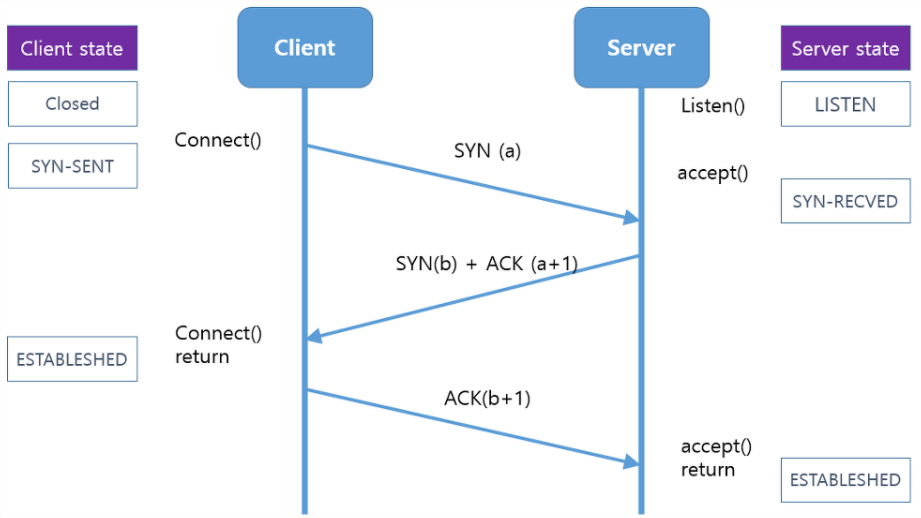 Client state
Client
Server
Server state
Closed
Listen()
LISTEN
Connect()
SYN (a)
SYN-SENT
accept()
SYN-RECVED
SYN(b) + ACK (a+1)
Connect()
return
ESTABLESHED
ACK(b+1)
accept()
return
ESTABLESHED